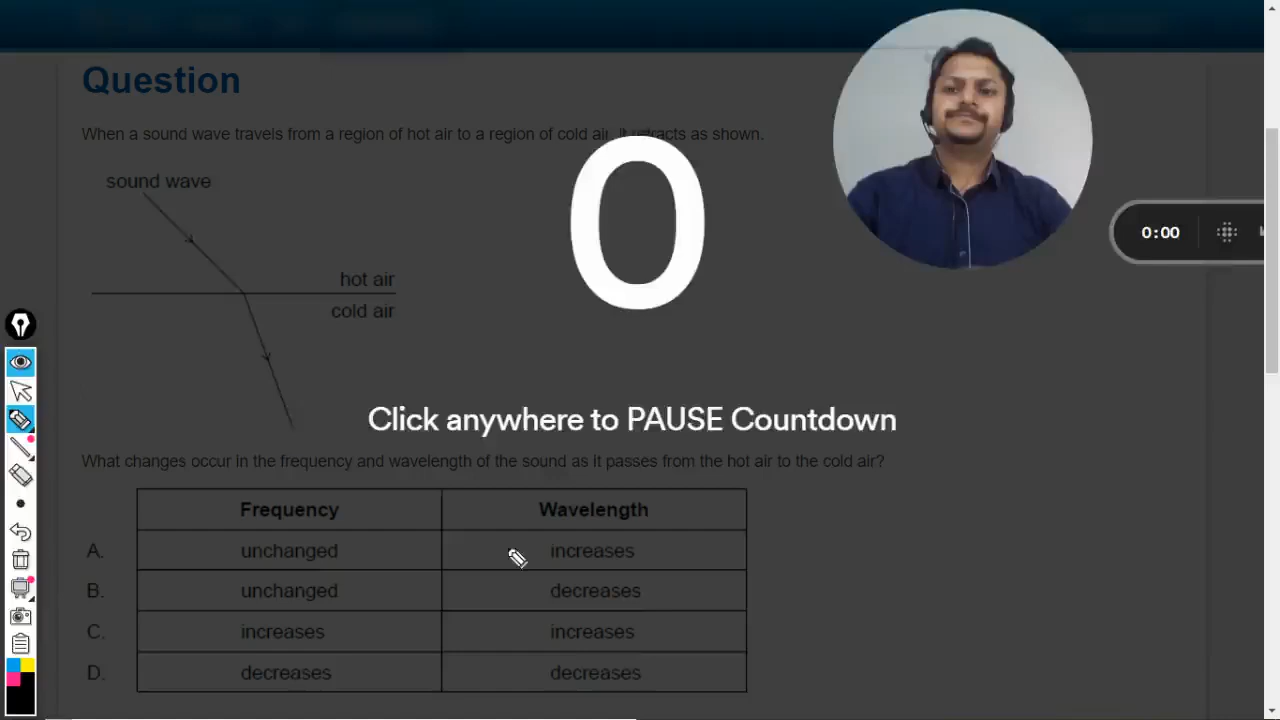 Question
When a sound wave travels from a region of hot air to a region of cold air, it refracts as shown.
sound wave
0
0:00
hot air
cold air
Click anywhere to PAUSE Countdown
What changes occur in the frequency and wavelength of the sound as it passes from the hot air to the cold air?
Frequency Wavelength
A. unchanged increases
B. unchanged decreases
C. increases increases
D. decreases decreases